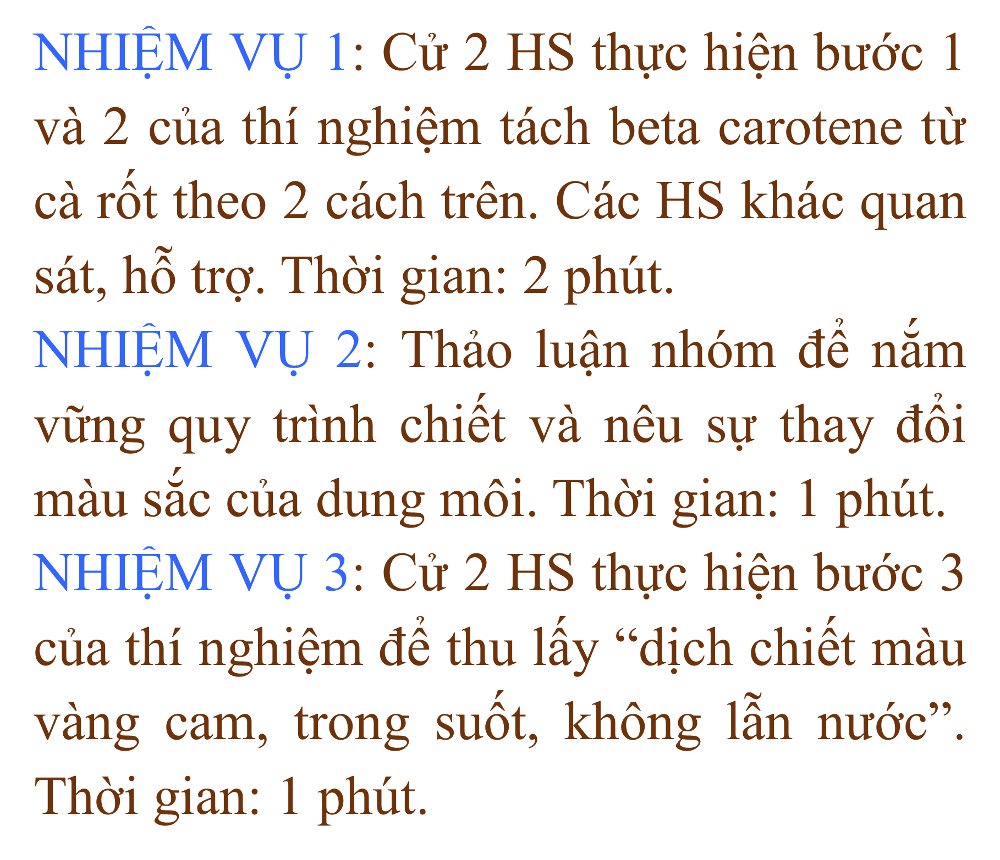 NHIỆM VỤ 1: Cử 2 HS thực hiện bước 1
và 2 của thí nghiệm tách beta carotene từ
cà rốt theo 2 cách trên. Các HS khác quan
sát, hỗ trợ. Thời gian: 2 phút.
NHIỆM VỤ 2: Thảo luận nhóm để nắm
vững quy trình chiết và nêu sự thay đổi
màu sắc của dung môi. Thời gian: 1 phút.
NHIỆM VỤ 3: Cử 2 HS thực hiện bước 3
của thí nghiệm để thu lấy “dịch chiết màu
vàng cam, trong suốt, không lẫn nước”.
Thời gian: 1 phút.